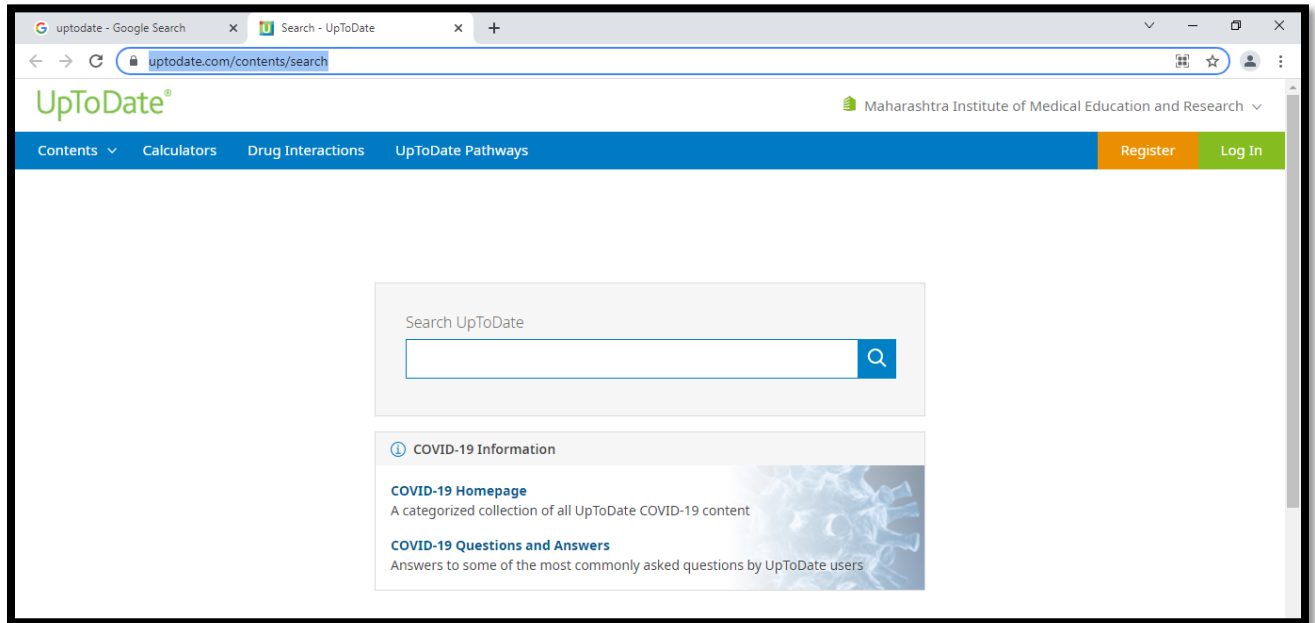 uptodate - Google Search
Search - UpToDate
uptodate.com/contents/search
UpToDate®
Maharashtra Institute of Medical Education and Research
Contents Calculators Drug Interactions UpToDate Pathways Register Log In
Search UpToDate
COVID-19 Information
COVID-19 Homepage
A categorized collection of all UpToDate COVID-19 content
COVID-19 Questions and Answers
Answers to some of the most commonly asked questions by UpToDate users